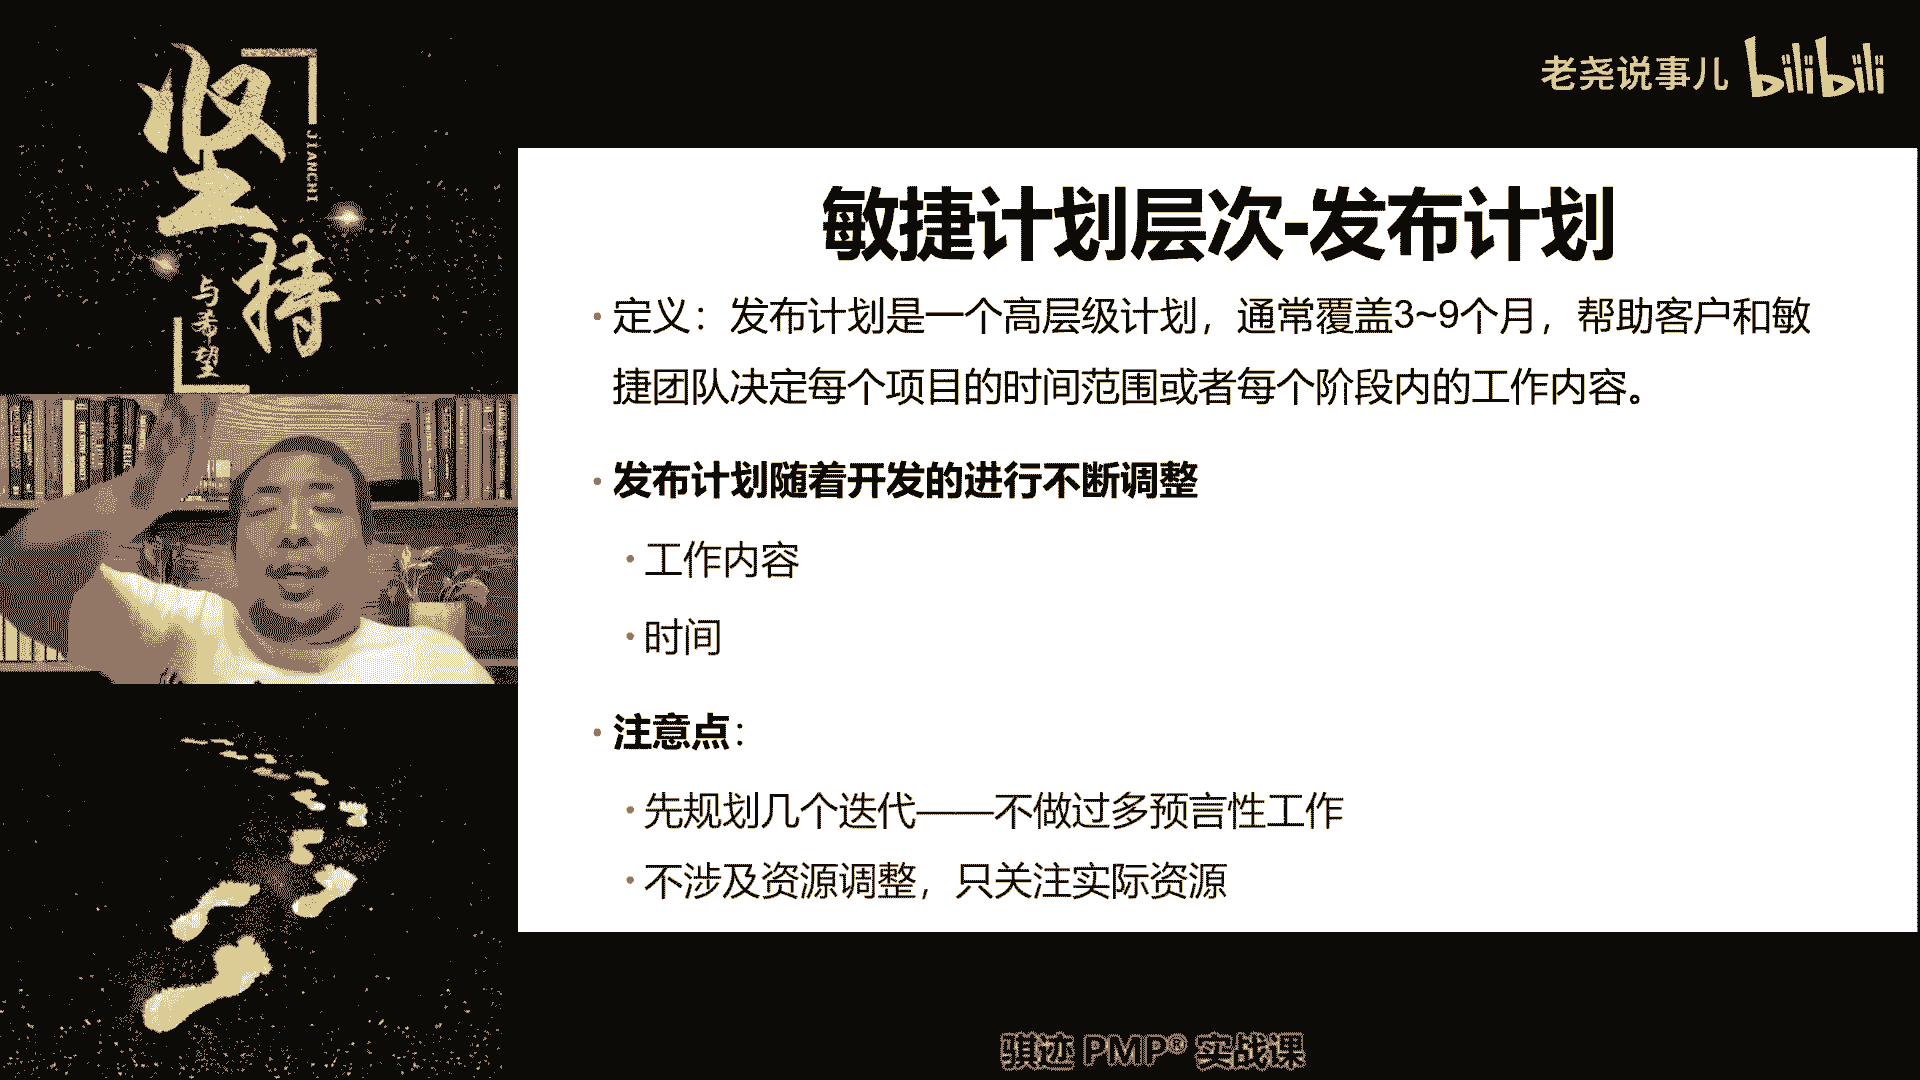 坚持
JIANCHI
与希望
老尧说事儿 bilibili
敏捷计划层次-发布计划
• 定义：发布计划是一个高层级计划，通常覆盖3~9个月，帮助客户和敏
捷团队决定每个项目的时间范围或者每个阶段内的工作内容。
• 发布计划随着开发的进行不断调整
• 工作内容
• 时间
• 注意点：
• 先规划几个迭代——不做过多预言性工作
• 不涉及资源调整，只关注实际资源
骐迹 PMP® 实战课